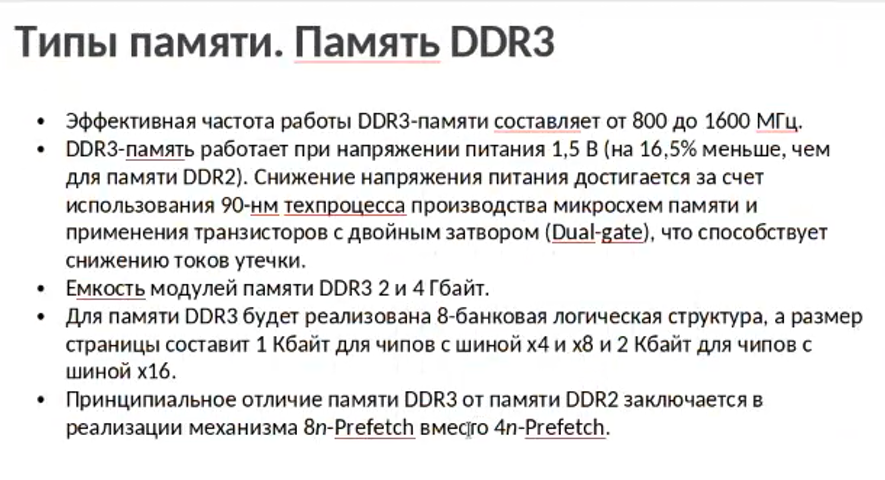 Типы памяти. Память DDR3
• Эффективная частота работы DDR3-памяти составляет от 800 до 1600 МГц.
• DDR3-память работает при напряжении питания 1,5 В (на 16,5% меньше, чем
для памяти DDR2). Снижение напряжения питания достигается за счет
использования 90-нм техпроцесса производства микросхем памяти и
применения транзисторов с двойным затвором (Dual-gate), что способствует
снижению токов утечки.
• Емкость модулей памяти DDR3 2 и 4 Гбайт.
• Для памяти DDR3 будет реализована 8-банковая логическая структура, а размер
страницы составит 1 Кбайт для чипов с шиной x4 и x8 и 2 Кбайт для чипов с
шиной x16.
• Принципиальное отличие памяти DDR3 от памяти DDR2 заключается в
реализации механизма 8n-Prefetch вместо 4n-Prefetch.